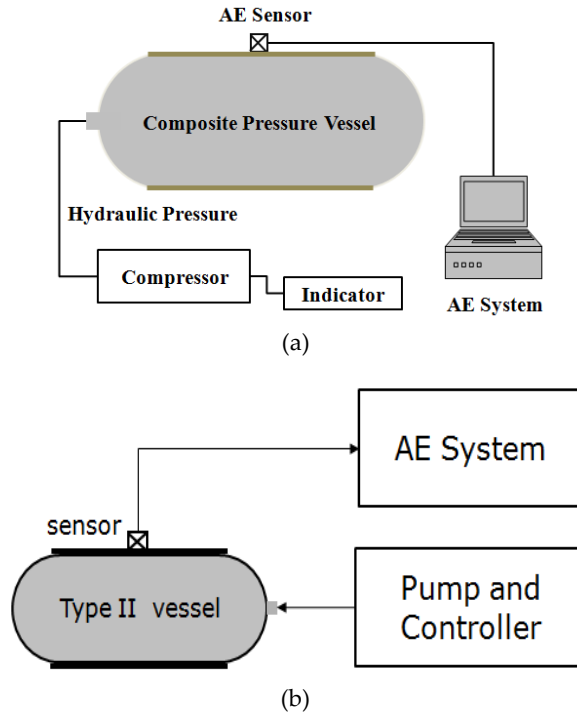 AE Sensor
Composite Pressure Vessel
Hydraulic Pressure
Compressor
Indicator
AE System
(a)
AE System
sensor
Type II vessel
Pump and
Controller
(b)